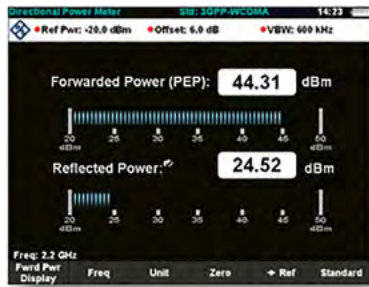 Directional Power Meter Std: 3GPP-WCDMA 14:23
Ref Pwr: -20.0 dBm Offset: 6.0 dB VBW: 600 kHz
Forwarded Power (PEP): 44.31 dBm
20 25 30 35 40 45 50
dBm dBm
Reflected Power: 24.52 dBm
20 25 30 35 40 45 50
dBm dBm
Freq: 2.2 GHz
Fwrd Pwr Display Freq Unit Zero → Ref Standard